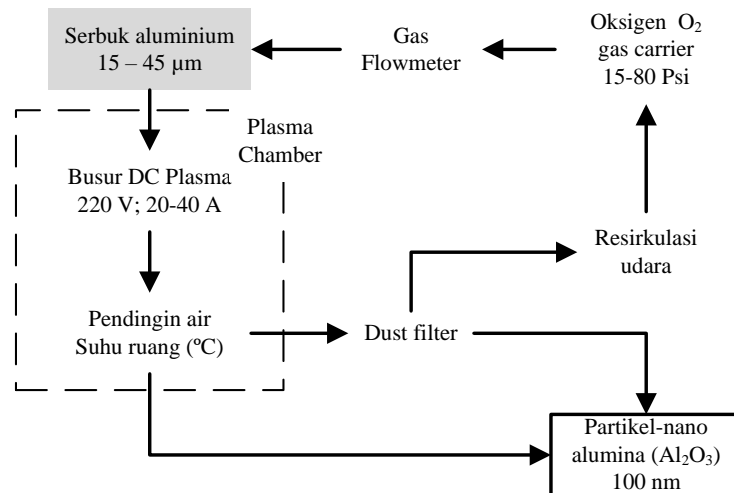 Serbuk aluminium
15 – 45 µm
Gas
Flowmeter
Oksigen O₂
gas carrier
15-80 Psi
Plasma
Chamber
Busur DC Plasma
220 V; 20-40 A
Resirkulasi
udara
Pendingin air
Suhu ruang (ºC)
Dust filter
Partikel-nano
alumina (Al₂O₃)
100 nm